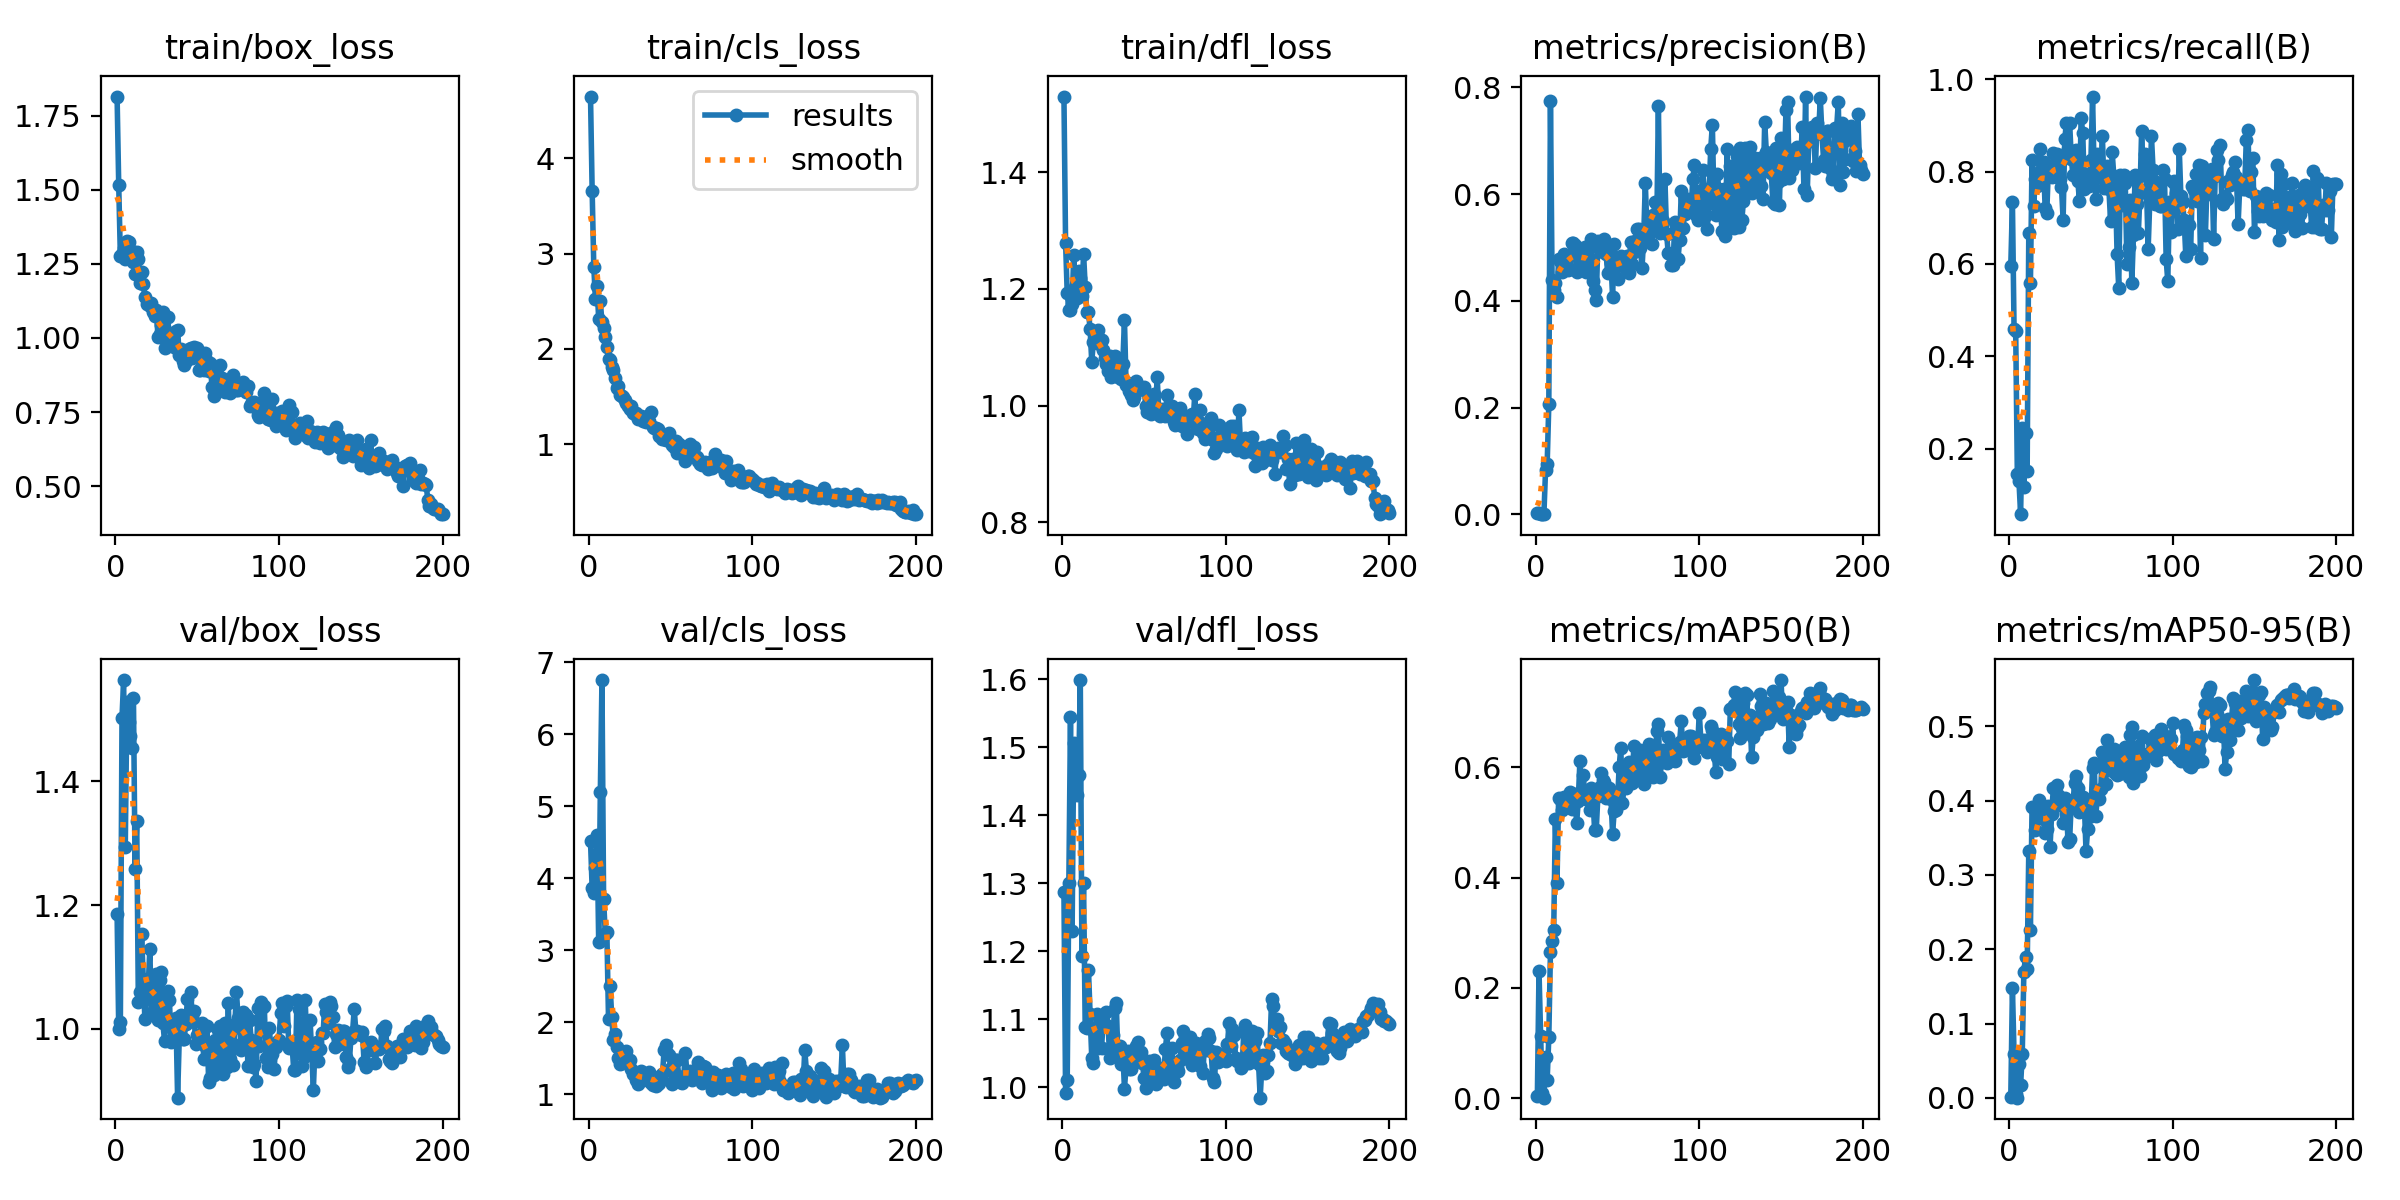 train/box_loss
1.75
1.50
1.25
1.00
0.75
0.50
0 100 200
train/cls_loss
results
smooth
4
3
2
1
0 100 200
train/dfl_loss
1.4
1.2
1.0
0.8
0 100 200
metrics/precision(B)
0.8
0.6
0.4
0.2
0.0
0 100 200
metrics/recall(B)
1.0
0.8
0.6
0.4
0.2
0 100 200
val/box_loss
1.4
1.2
1.0
0 100 200
val/cls_loss
7
6
5
4
3
2
1
0 100 200
val/dfl_loss
1.6
1.5
1.4
1.3
1.2
1.1
1.0
0 100 200
metrics/mAP50(B)
0.6
0.4
0.2
0.0
0 100 200
metrics/mAP50-95(B)
0.5
0.4
0.3
0.2
0.1
0.0
0 100 200